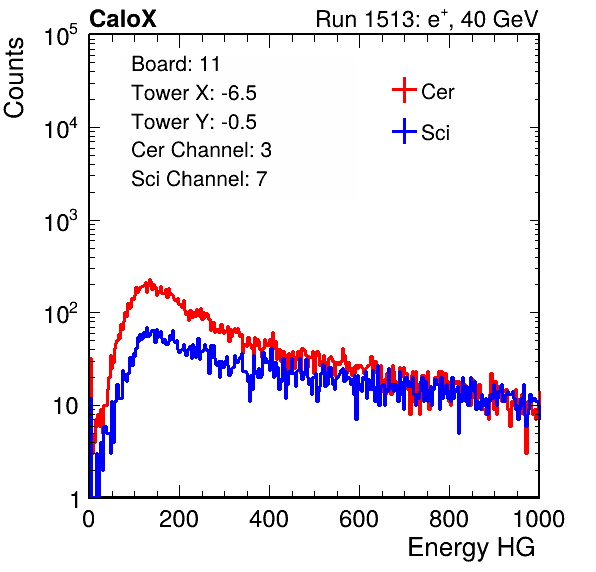 CaloX Run 1513: e⁺, 40 GeV
Counts
Board: 11
Tower X: -6.5
Tower Y: -0.5
Cer Channel: 3
Sci Channel: 7
Cer
Sci
10⁵
10⁴
10³
10²
10
1
0 200 400 600 800 1000
Energy HG